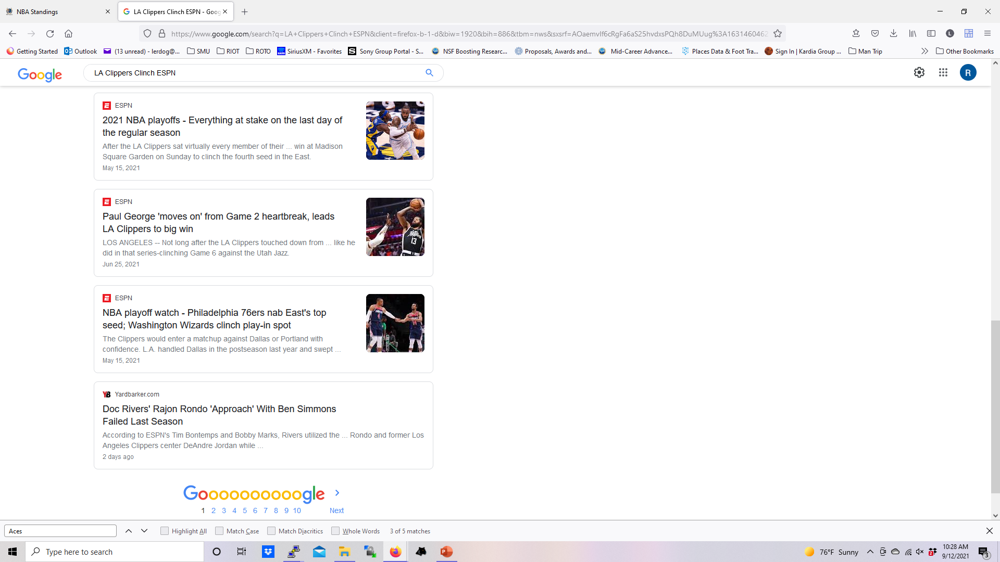 NBA Standings
LA Clippers Clinch ESPN - Goog
https://www.google.com/search?q=LA+Clippers+Clinch+ESPN&client=firefox-b-1-d&biw=1920&bih=886&tbm=nws&sxsrf=AOaemvIf6cRgFa6aS25hvdxsPQh8DuMUug%3A163146046
Getting Started
Outlook
(13 unread) - lerdog@...
SMU
RIOT
ROTO
SiriusXM - Favorites
Sony Group Portal - S...
NSF Boosting Researc...
Proposals, Awards and...
Mid-Career Advance...
Places Data & Foot Tra...
Sign In | Kardia Group ...
Man Trip
Other Bookmarks
Google
LA Clippers Clinch ESPN
R
ESPN
2021 NBA playoffs - Everything at stake on the last day of
the regular season
After the LA Clippers sat virtually every member of their ... win at Madison
Square Garden on Sunday to clinch the fourth seed in the East.
May 15, 2021
ESPN
Paul George 'moves on' from Game 2 heartbreak, leads
LA Clippers to big win
LOS ANGELES -- Not long after the LA Clippers touched down from ... like he
did in that series-clinching Game 6 against the Utah Jazz.
Jun 25, 2021
13
ESPN
NBA playoff watch - Philadelphia 76ers nab East's top
seed; Washington Wizards clinch play-in spot
The Clippers would enter a matchup against Dallas or Portland with
confidence. L.A. handled Dallas in the postseason last year and swept ...
May 15, 2021
YB Yardbarker.com
Doc Rivers' Rajon Rondo 'Approach' With Ben Simmons
Failed Last Season
According to ESPN's Tim Bontemps and Bobby Marks, Rivers utilized the ... Rondo and former Los
Angeles Clippers center DeAndre Jordan while ...
2 days ago
Goooooooooogle
1 2 3 4 5 6 7 8 9 10 Next
Aces
Highlight All
Match Case
Match Diacritics
Whole Words
3 of 5 matches
Type here to search
76°F Sunny
10:28 AM
9/12/2021
3